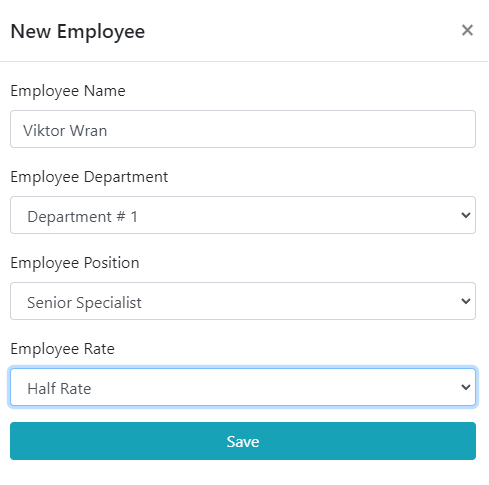 New Employee ×
Employee Name
Viktor Wran
Employee Department
Department # 1
Employee Position
Senior Specialist
Employee Rate
Half Rate
Save